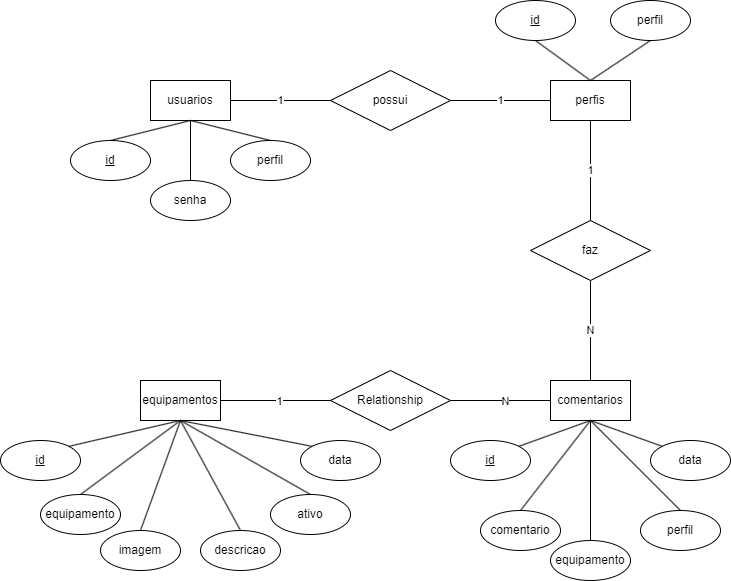 id
perfil
usuarios
1
possui
1
perfis
id
perfil
senha
1
faz
N
equipamentos
1
Relationship
N
comentarios
id
data
id
data
equipamento
ativo
comentario
perfil
imagem
descricao
equipamento